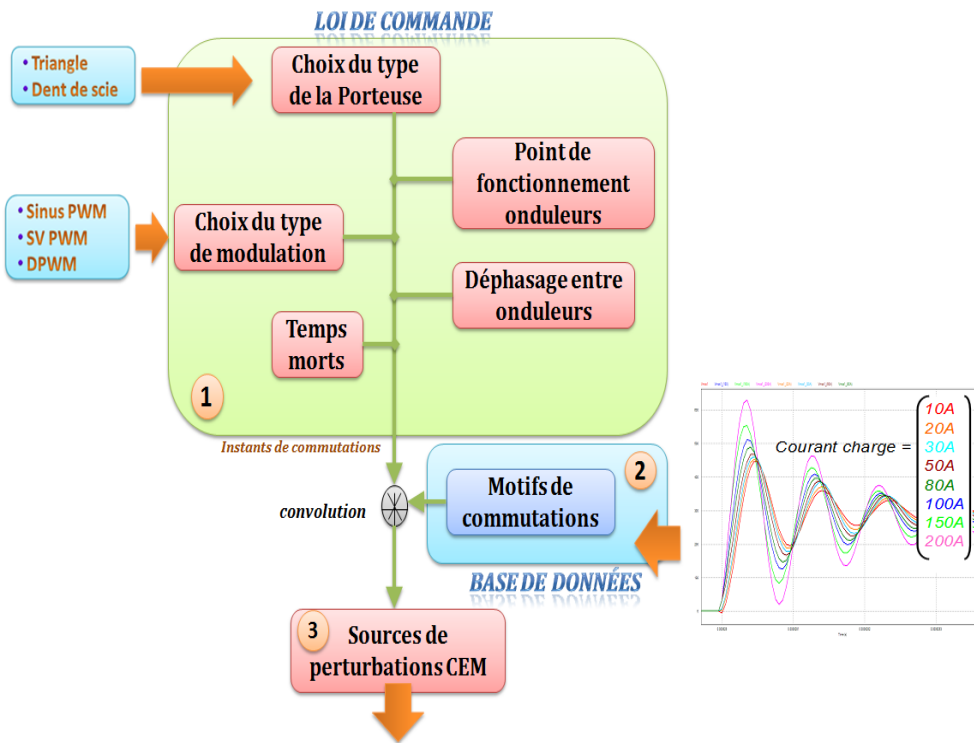 LOI DE COMMANDE
• Triangle
• Dent de scie
Choix du type
de la Porteuse
Point de
fonctionnement
onduleurs
• Sinus PWM
• SV PWM
• DPWM
Choix du type
de modulation
Déphasage entre
onduleurs
Temps
morts
1
Instants de commutations
convolution
2
Motifs de
commutations
BASE DE DONNÉES
3
Sources de
perturbations CEM
Courant charge =
10A
20A
30A
50A
80A
100A
150A
200A